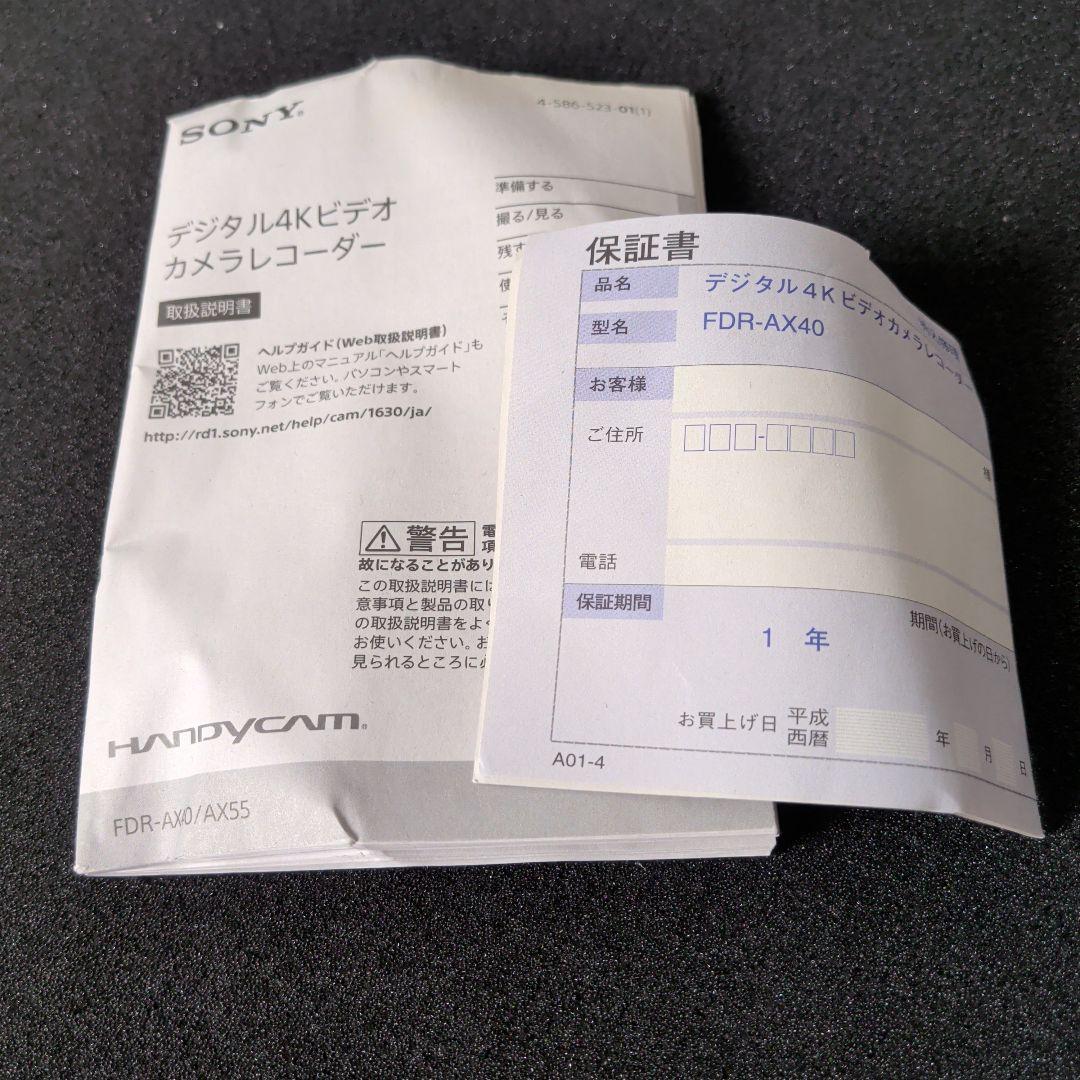 SONY®
4-586-523-01(1)
デジタル4Kビデオ
カメラレコーダー
取扱説明書
ヘルプガイド(Web取扱説明書)
Web上のマニュアル「ヘルプガイド」も
ご覧ください。パソコンやスマート
フォンでご覧いただけます。
http://rd1.sony.net/help/cam/1630/ja/
準備する
撮る/見る
残す
使
警告
電
項
故になることがあり
この取扱説明書には
意事項と製品の取り
の取扱説明書をよく
お使いください。お
見られるところに必
HANDYCAM®
FDR-AX40/AX55
保証書
品名
デジタル4Kビデオカメラレコーダー
型名
FDR-AX40
お客様
様
ご住所
電話
保証期間
期間(お買上げの日から)
1 年
お買上げ日
平成
西暦
年
月
日
A01-4